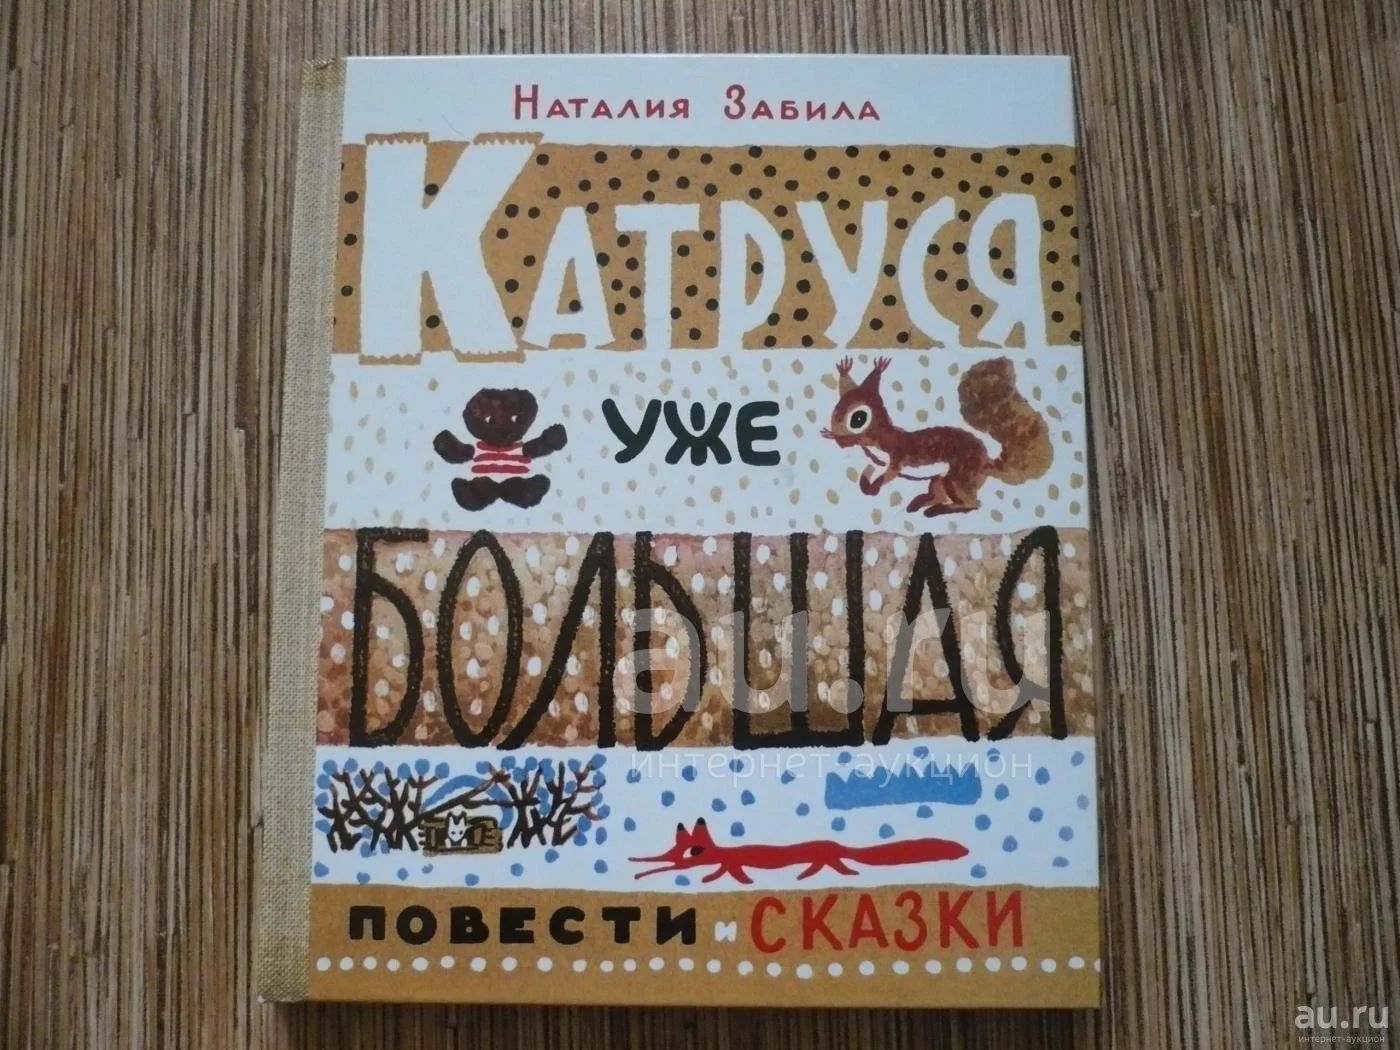 Наталия Забила
Катруся
уже
большая
повести и сказки
au.ru
интернет-аукцион
au.ru
интернет-аукцион